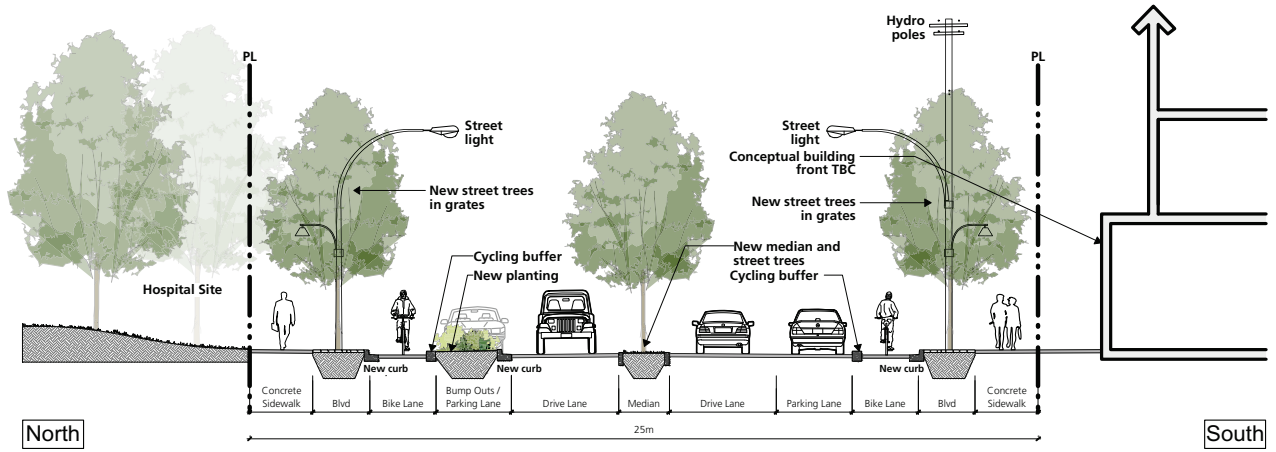 Hydro
poles
PL
PL
Street
light
Street
light
Conceptual building
front TBC
New street trees
in grates
New street trees
in grates
Cycling buffer
New planting
New median and
street trees
Cycling buffer
Hospital Site
New curb
New curb
New curb
Concrete
Sidewalk
Blvd
Bike Lane
Bump Outs /
Parking Lane
Drive Lane
Median
Drive Lane
Parking Lane
Bike Lane
Blvd
Concrete
Sidewalk
25m
North
South